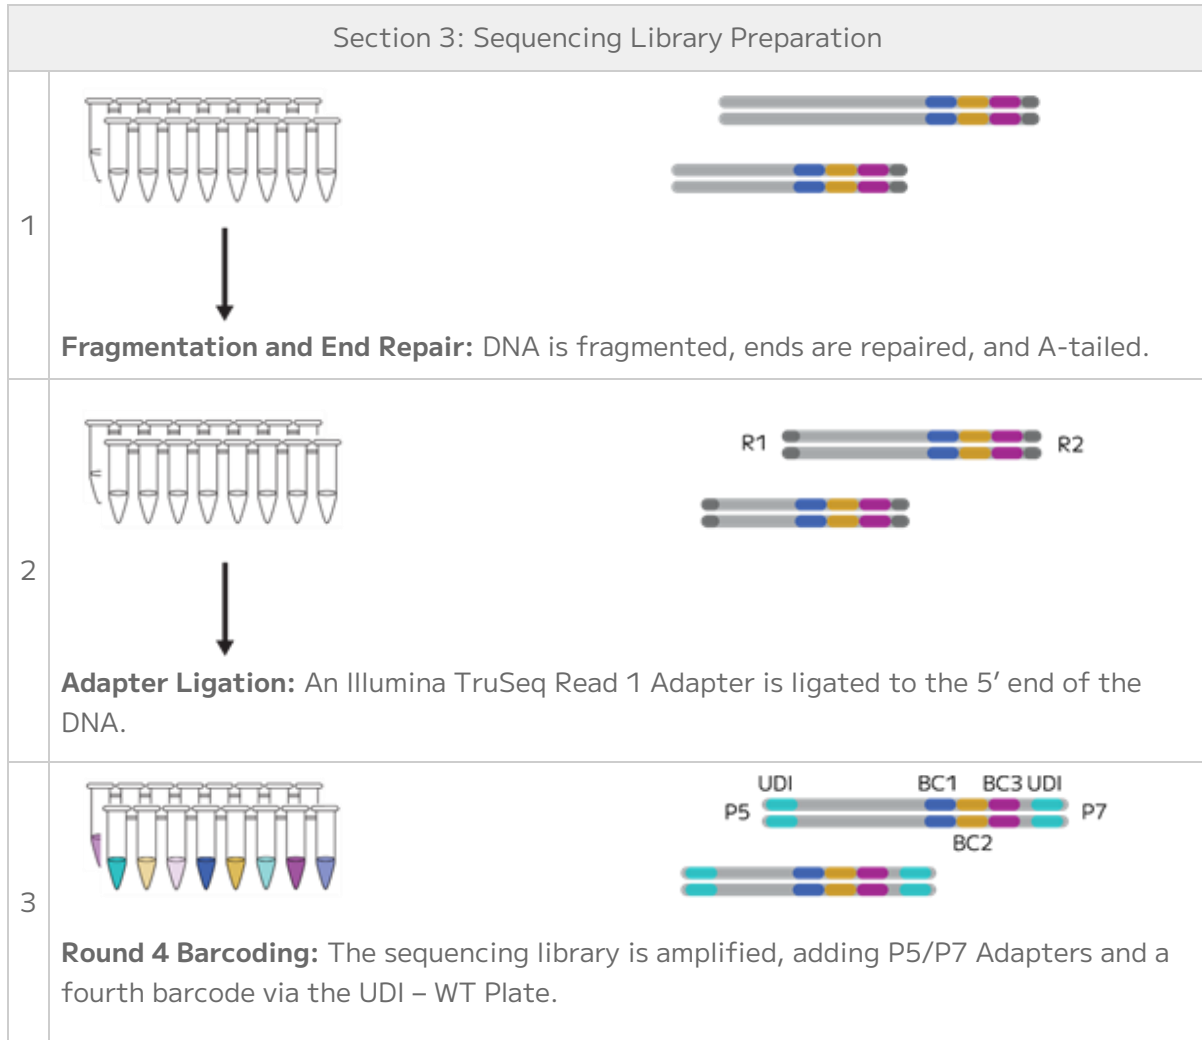 Section 3: Sequencing Library Preparation
1
Fragmentation and End Repair: DNA is fragmented, ends are repaired, and A-tailed.
R1
R2
2
Adapter Ligation: An Illumina TruSeq Read 1 Adapter is ligated to the 5′ end of the
DNA.
UDI
BC1
BC3
UDI
P5
P7
BC2
3
Round 4 Barcoding: The sequencing library is amplified, adding P5/P7 Adapters and a
fourth barcode via the UDI – WT Plate.